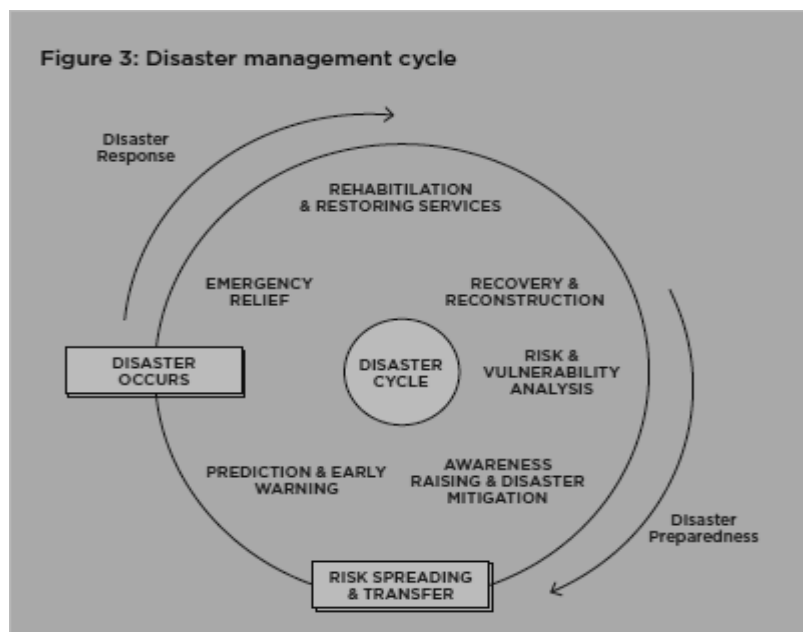 Figure 3: Disaster management cycle
Disaster
Response
REHABITILATION
& RESTORING SERVICES
EMERGENCY
RELIEF
RECOVERY &
RECONSTRUCTION
DISASTER
OCCURS
DISASTER
CYCLE
RISK &
VULNERABILITY
ANALYSIS
PREDICTION & EARLY
WARNING
AWARENESS
RAISING & DISASTER
MITIGATION
Disaster
Preparedness
RISK SPREADING
& TRANSFER